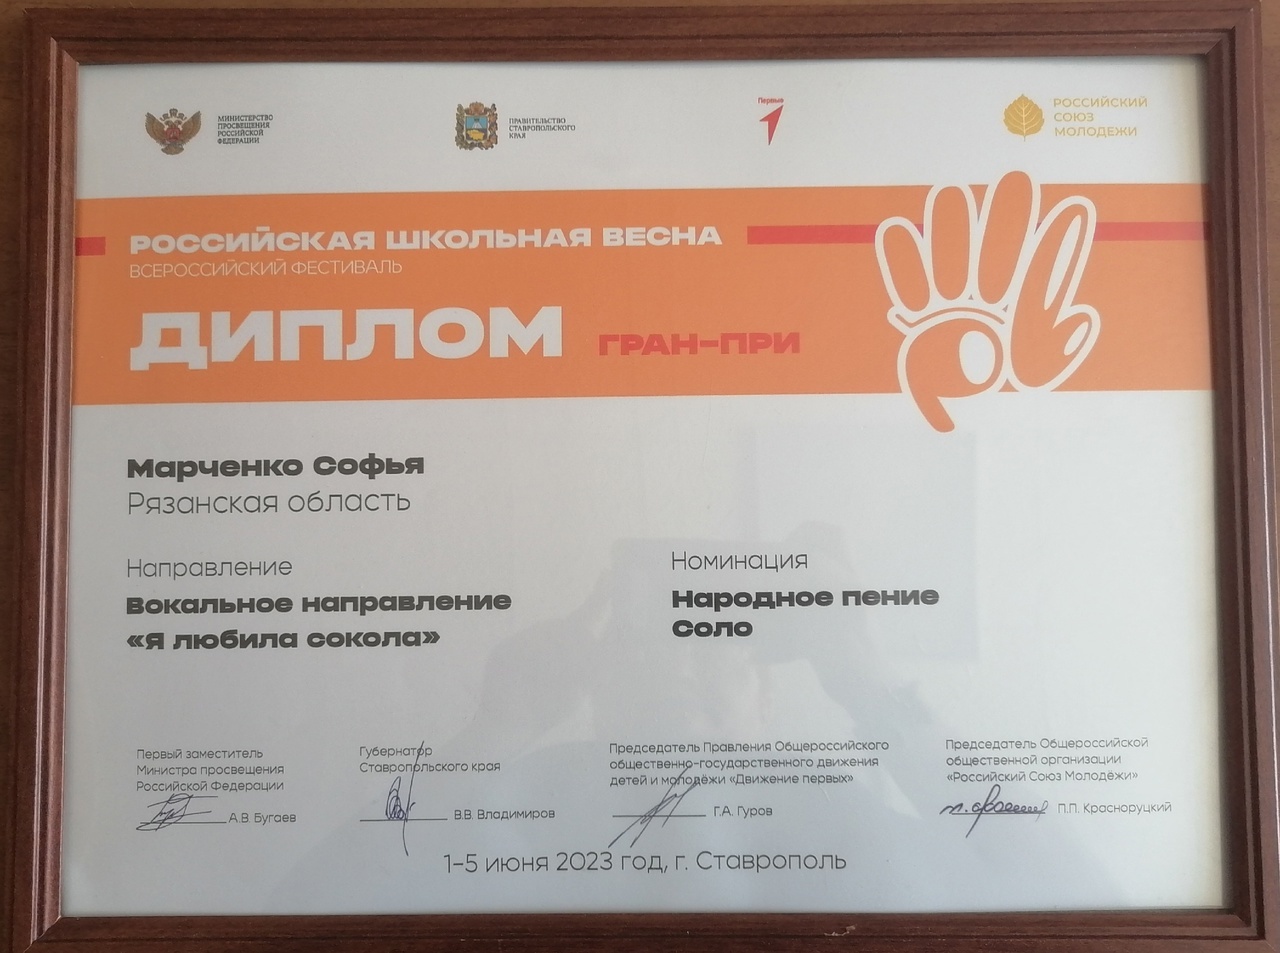 МИНИСТЕРСТВО
ПРОСВЕЩЕНИЯ
РОССИЙСКОЙ
ФЕДЕРАЦИИ
ПРАВИТЕЛЬСТВО
СТАВРОПОЛЬСКОГО
КРАЯ
Первые
РОССИЙСКИЙ
СОЮЗ
МОЛОДЕЖИ
РОССИЙСКАЯ ШКОЛЬНАЯ ВЕСНА
ВСЕРОССИЙСКИЙ ФЕСТИВАЛЬ
ДИПЛОМ ГРАН-ПРИ
Марченко Софья
Рязанская область
Направление
Вокальное направление
«Я любила сокола»
Номинация
Народное пение
Соло
Первый заместитель
Министра просвещения
Российской Федерации
А.В. Бугаев
Губернатор
Ставропольского края
В.В. Владимиров
Председатель Правления Общероссийского
общественно-государственного движения
детей и молодёжи «Движение первых»
Г.А. Гуров
Председатель Общероссийской
общественной организации
«Российский Союз Молодёжи»
П.П. Красноруцкий
1-5 июня 2023 год, г. Ставрополь